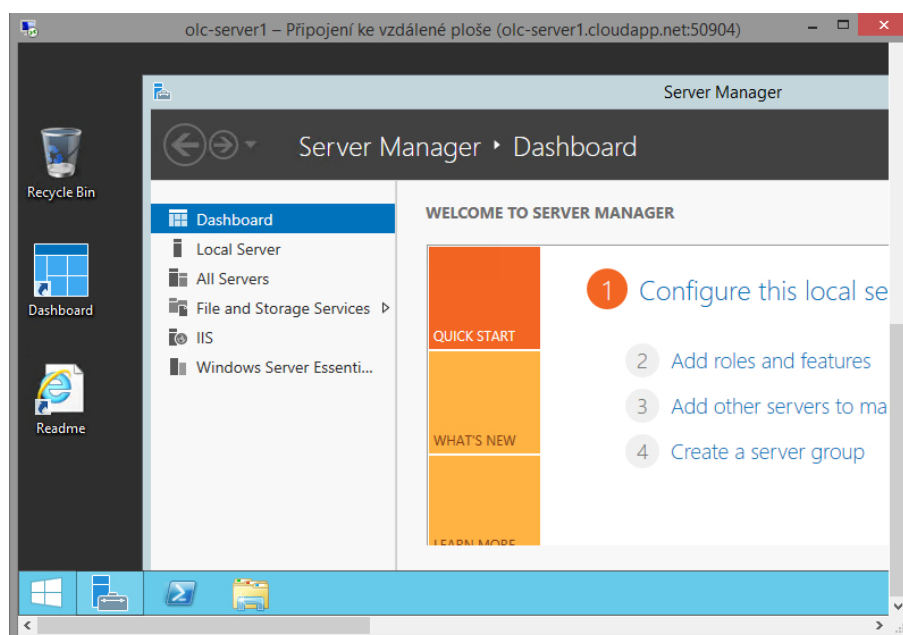 olc-server1 – Připojení ke vzdálené ploše (olc-server1.cloudapp.net:50904)
Server Manager
Server Manager ‣ Dashboard
Recycle Bin
Dashboard
Readme
Dashboard
Local Server
All Servers
File and Storage Services
IIS
Windows Server Essenti...
WELCOME TO SERVER MANAGER
QUICK START
WHAT'S NEW
LEARN MORE
1 Configure this local se
2 Add roles and features
3 Add other servers to ma
4 Create a server group